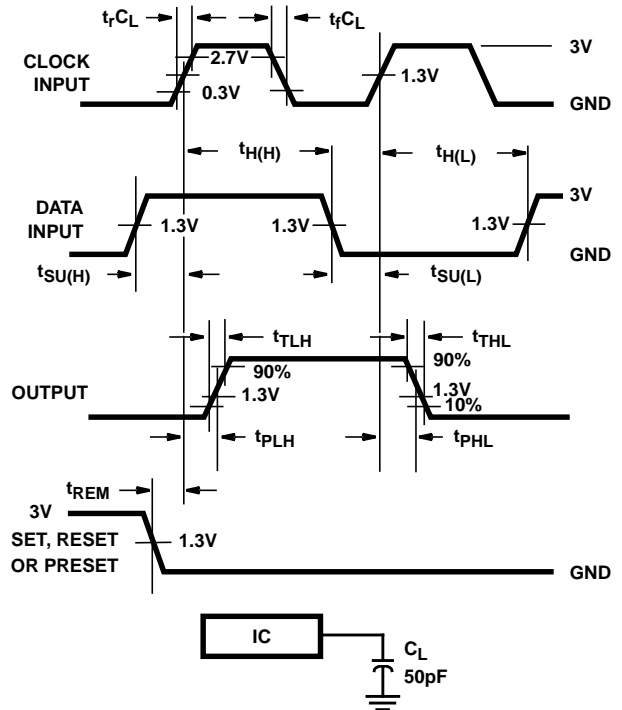 trCL
tfCL
CLOCK
INPUT
2.7V
0.3V
1.3V
3V
GND
tH(H)
tH(L)
DATA
INPUT
1.3V
1.3V
1.3V
3V
GND
tSU(H)
tSU(L)
tTLH
tTHL
OUTPUT
90%
1.3V
90%
1.3V
10%
tPLH
tPHL
tREM
3V
SET, RESET
OR PRESET
1.3V
GND
IC
CL
50pF